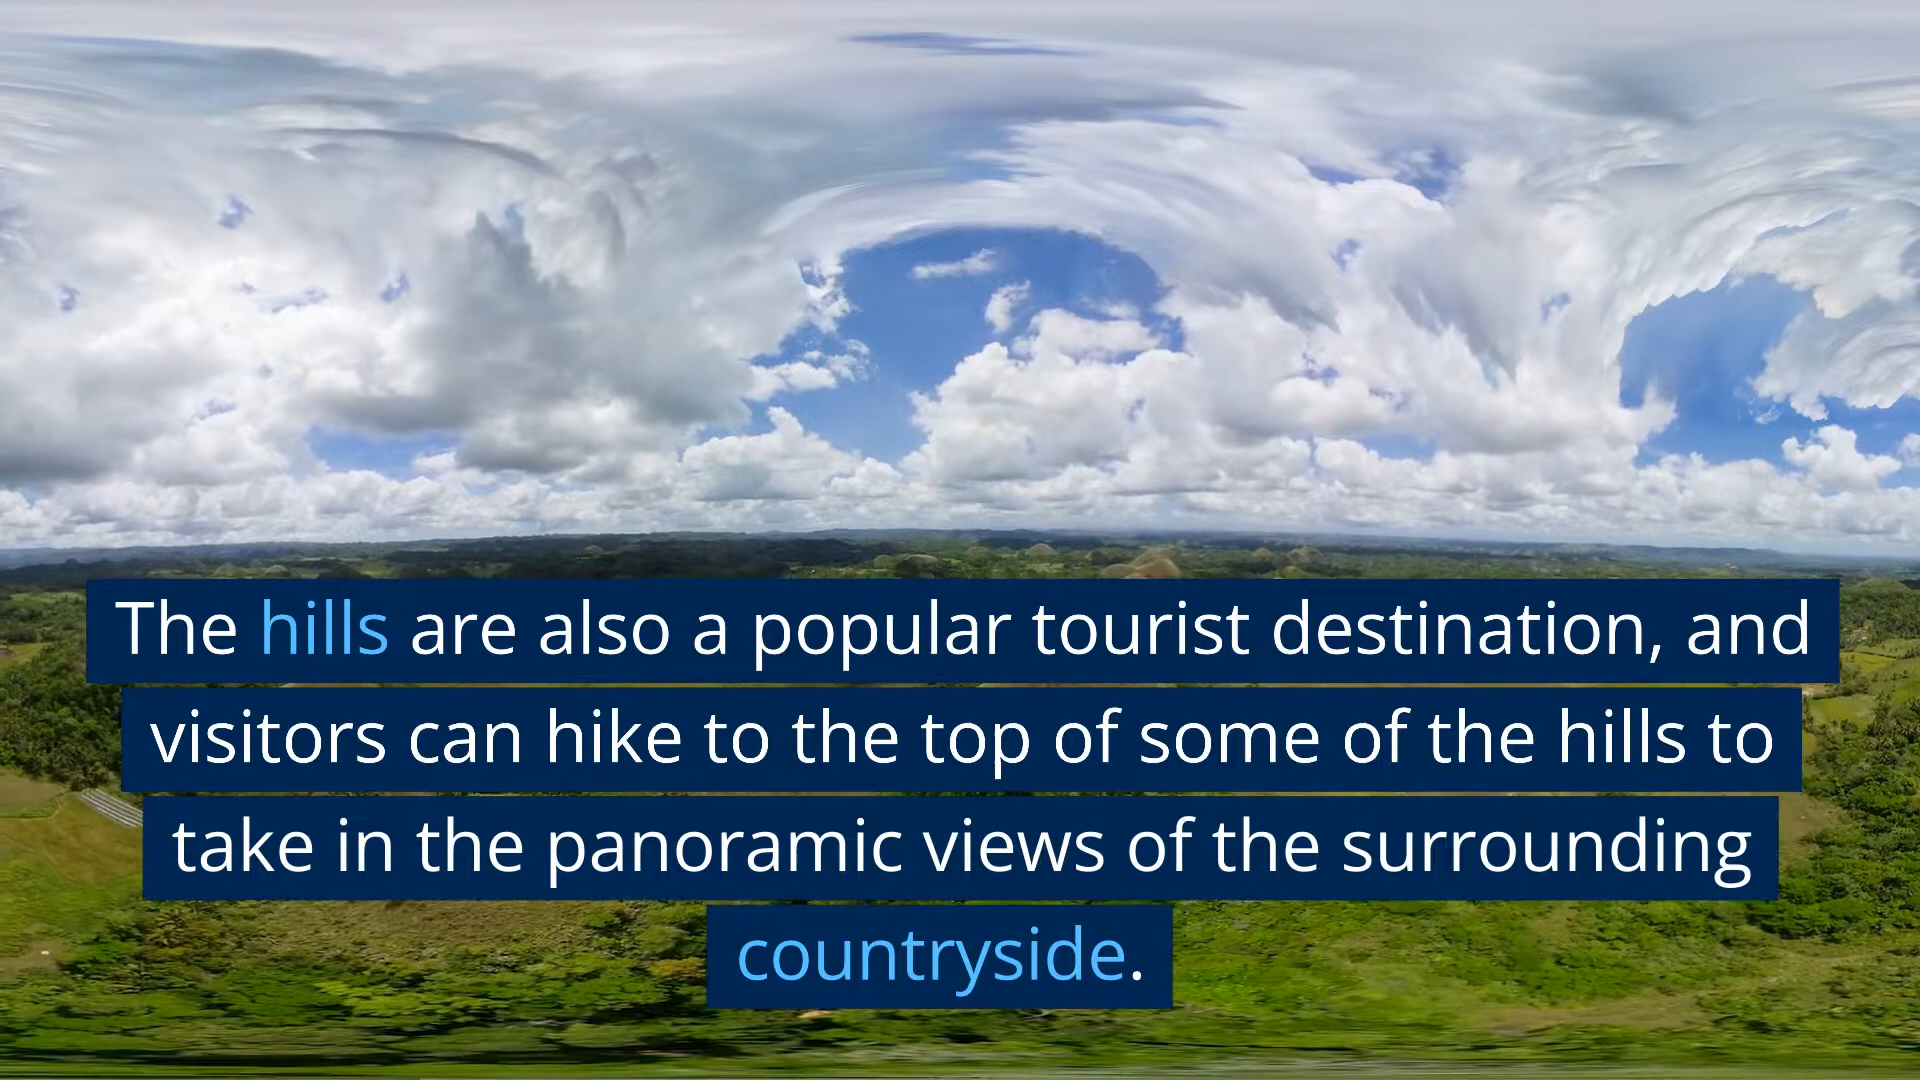 The hills are also a popular tourist destination, and
visitors can hike to the top of some of the hills to
take in the panoramic views of the surrounding
countryside.